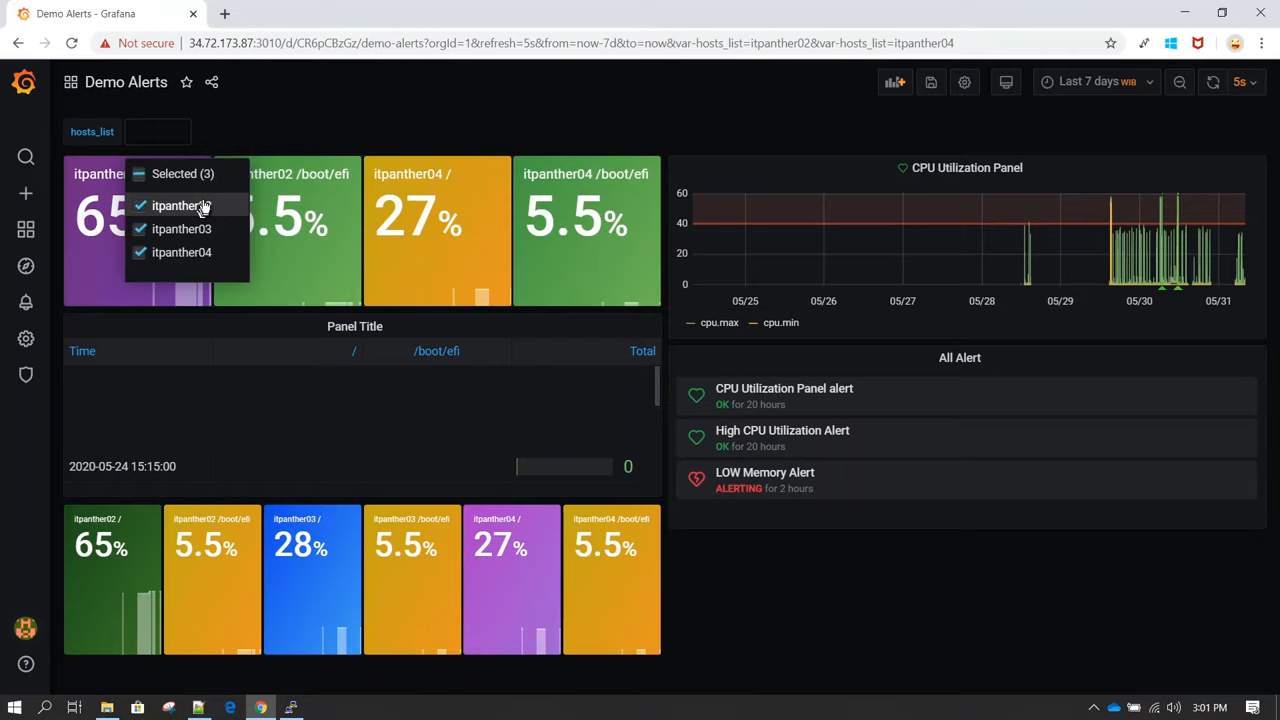 Demo Alerts - Grafana
Not secure
34.72.173.87:3010/d/CR6pCBzGz/demo-alerts?orgId=1&refresh=5s&from=now-7d&to=now&var-hosts_list=itpanther02&var-hosts_list=itpanther04
Demo Alerts
Last 7 days WIB
5s
hosts_list
Selected (3)
itpanther03
itpanther04
65
5.5%
itpanther04 /
27%
itpanther04 /boot/efi
5.5%
CPU Utilization Panel
60
40
20
0
05/25
05/26
05/27
05/28
05/29
05/30
05/31
cpu.max
cpu.min
Panel Title
Time
/
/boot/efi
Total
2020-05-24 15:15:00
0
All Alert
CPU Utilization Panel alert
OK for 20 hours
High CPU Utilization Alert
OK for 20 hours
LOW Memory Alert
ALERTING for 2 hours
itpanther02 /
65%
itpanther02 /boot/efi
5.5%
itpanther03 /
28%
itpanther03 /boot/efi
5.5%
itpanther04 /
27%
itpanther04 /boot/efi
5.5%
3:01 PM